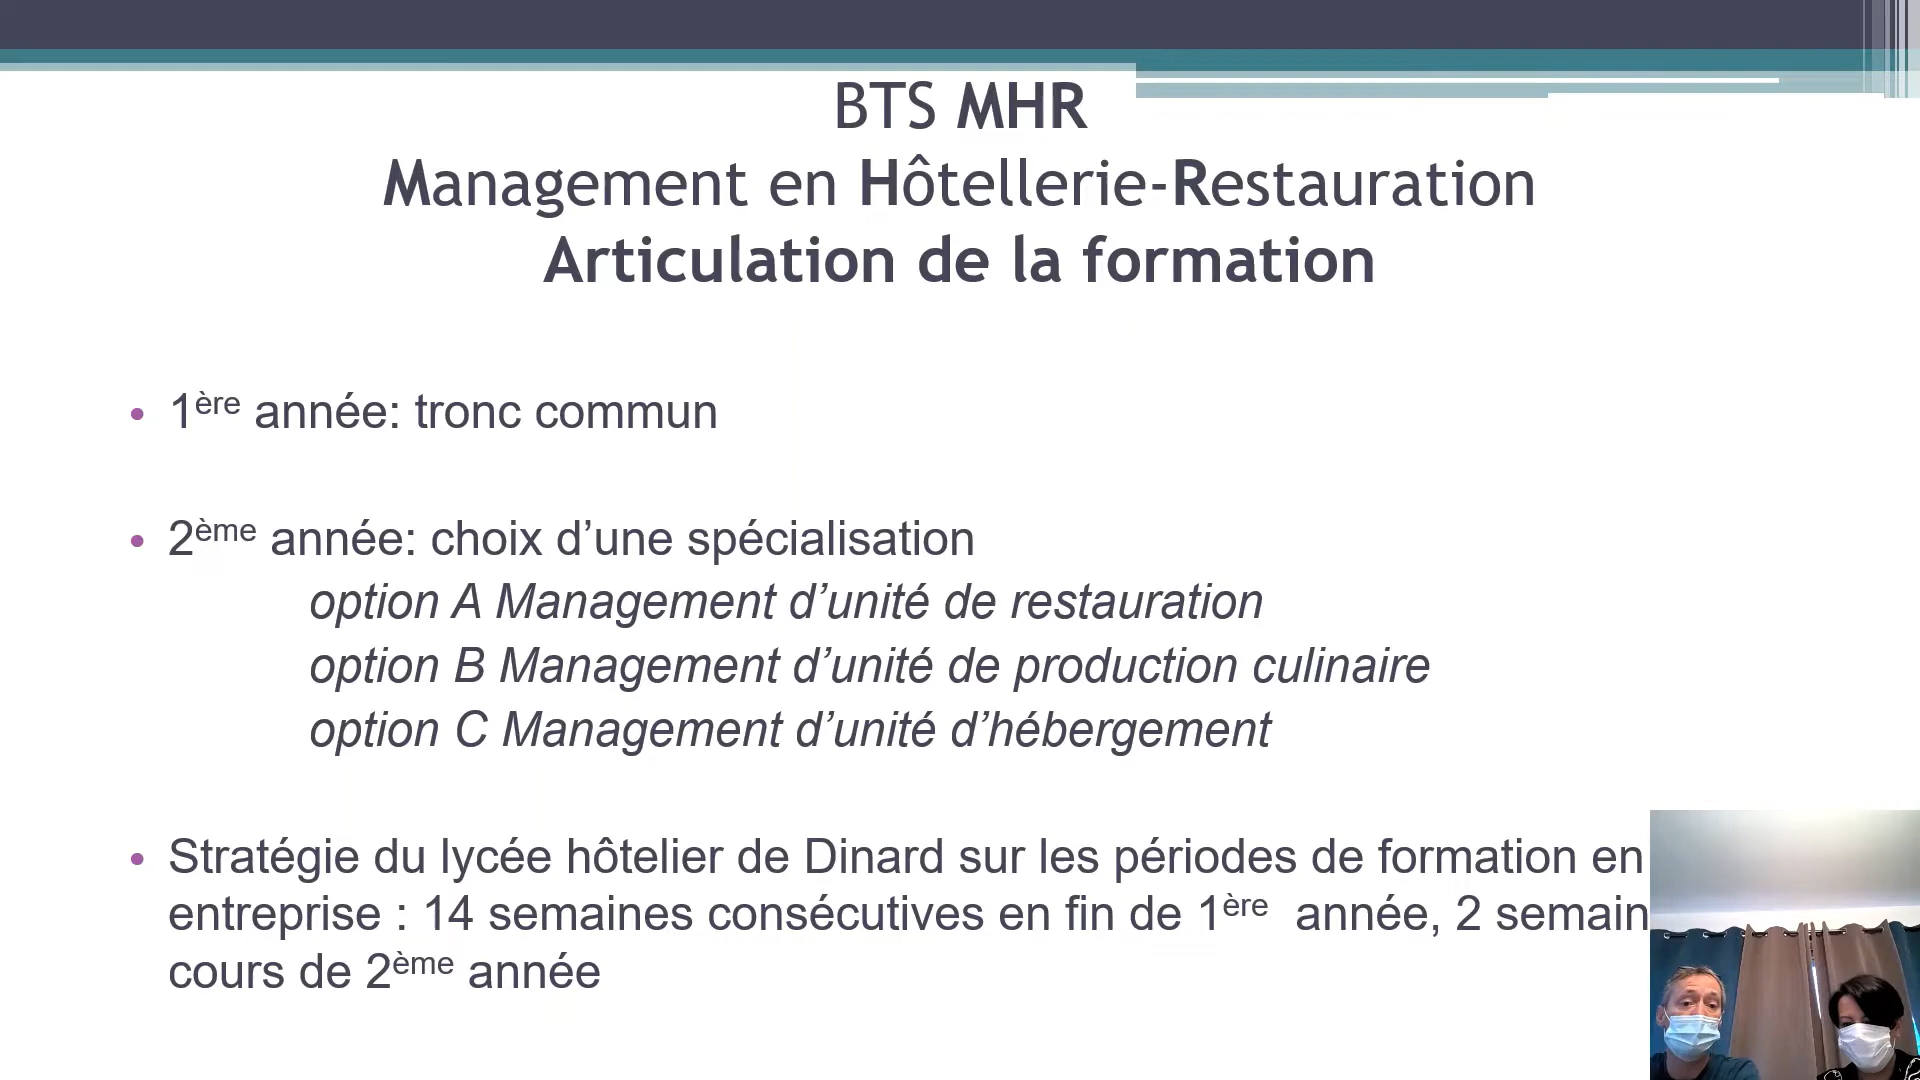 BTS MHR
Management en Hôtellerie-Restauration
Articulation de la formation
• 1ère année: tronc commun
• 2ème année: choix d’une spécialisation
option A Management d’unité de restauration
option B Management d’unité de production culinaire
option C Management d’unité d’hébergement
• Stratégie du lycée hôtelier de Dinard sur les périodes de formation en
entreprise : 14 semaines consécutives en fin de 1ère année, 2 semain
cours de 2ème année